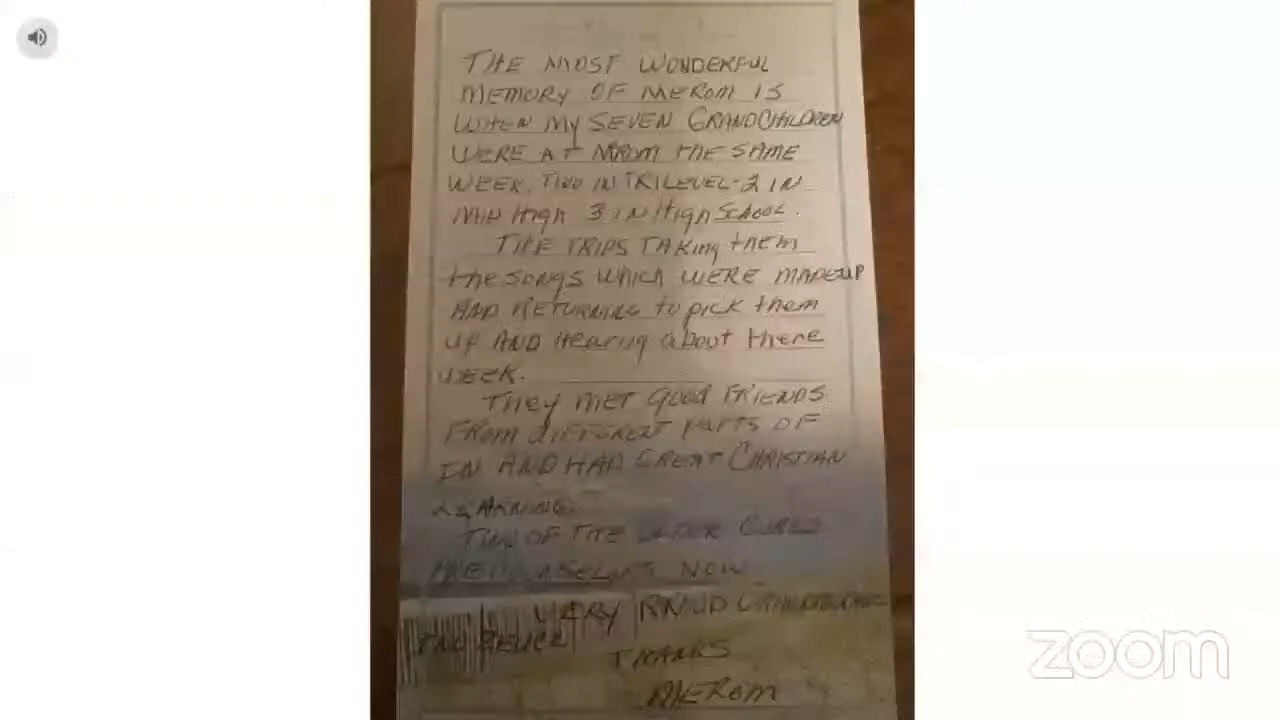 THE MOST WONDERFUL
MEMORY OF MEROM IS
WHEN My SEVEN GRANDCHILDREN
WERE AT MROM THE SAME
WEEK. TWO IN TRILEVEL-2 IN
MID High 3 IN High SCHOOL.
THE TRIPS TAKing them
the SONgS which WERE MADEUP
AND RETURNING to pick them
UP AND Hearing about there
WEEK.
They MET good FRIENDS
FROM DIFFERENT PARTS OF
IN AND HAD GREAT CHRISTIAN
LEARNING.
TWO OF THE OLDER
NOW
VERY PROUD
THANKS
MEROM
zoom